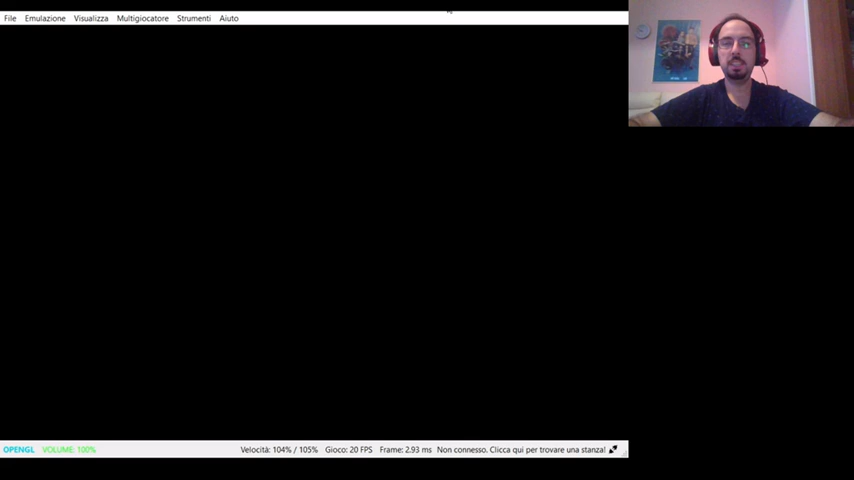 File Emulazione Visualizza Multigiocatore Strumenti Aiuto
OPENGL VOLUME: 100% Velocità: 104% / 105% Gioco: 20 FPS Frame: 2.93 ms Non connesso. Clicca qui per trovare una stanza!